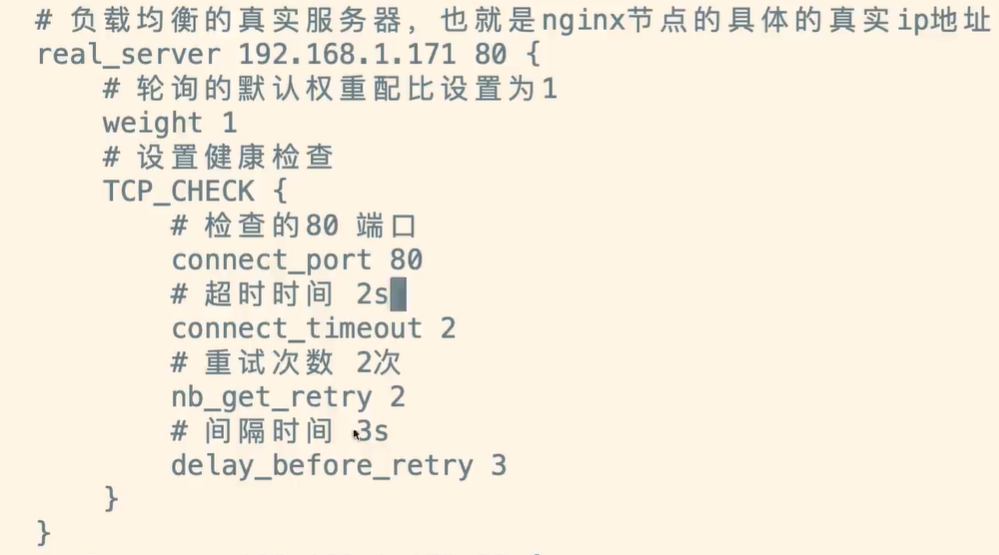 # 负载均衡的真实服务器，也就是nginx节点的具体的真实ip地址
real_server 192.168.1.171 80 {
# 轮询的默认权重配比设置为1
weight 1
# 设置健康检查
TCP_CHECK {
# 检查的80 端口
connect_port 80
# 超时时间 2s
connect_timeout 2
# 重试次数 2次
nb_get_retry 2
# 间隔时间 3s
delay_before_retry 3
}
}